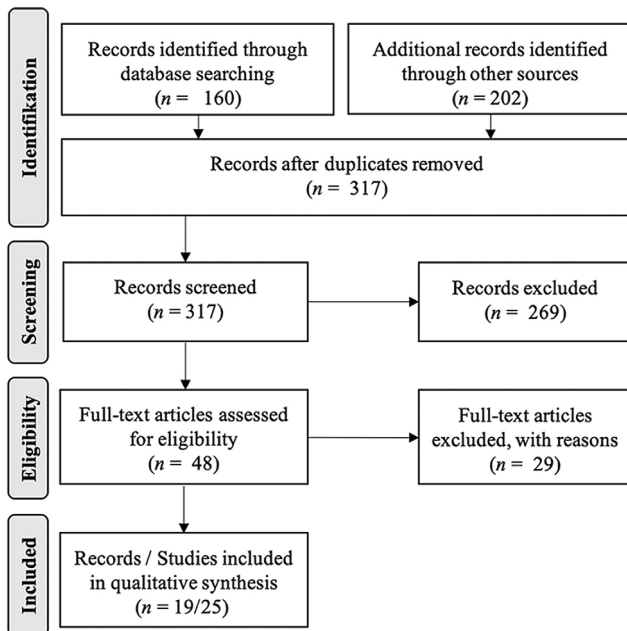 Identifikation
Records identified through
database searching
(n = 160)
Additional records identified
through other sources
(n = 202)
Records after duplicates removed
(n = 317)
Screening
Records screened
(n = 317)
Records excluded
(n = 269)
Eligibility
Full-text articles assessed
for eligibility
(n = 48)
Full-text articles
excluded, with reasons
(n = 29)
Included
Records / Studies included
in qualitative synthesis
(n = 19/25)